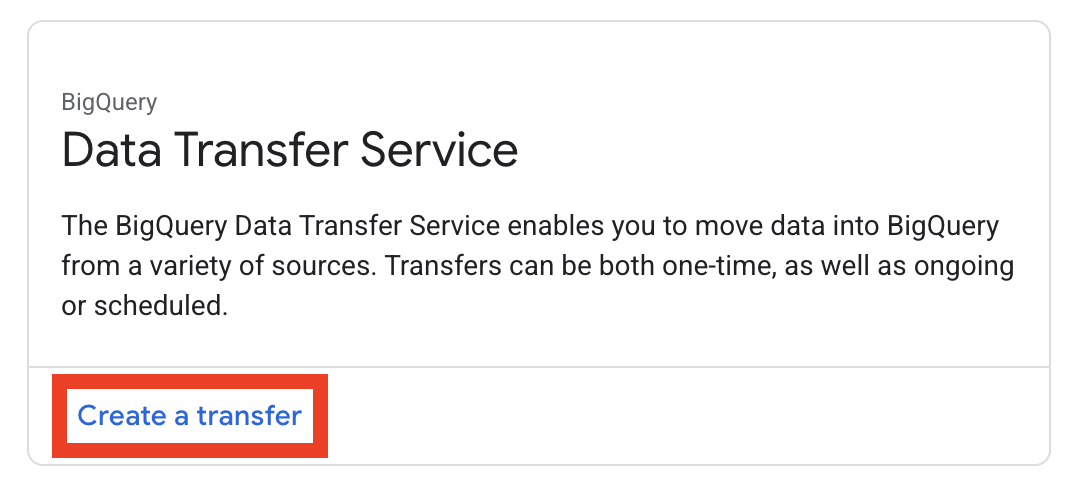 BigQuery
Data Transfer Service
The BigQuery Data Transfer Service enables you to move data into BigQuery
from a variety of sources. Transfers can be both one-time, as well as ongoing
or scheduled.
Create a transfer